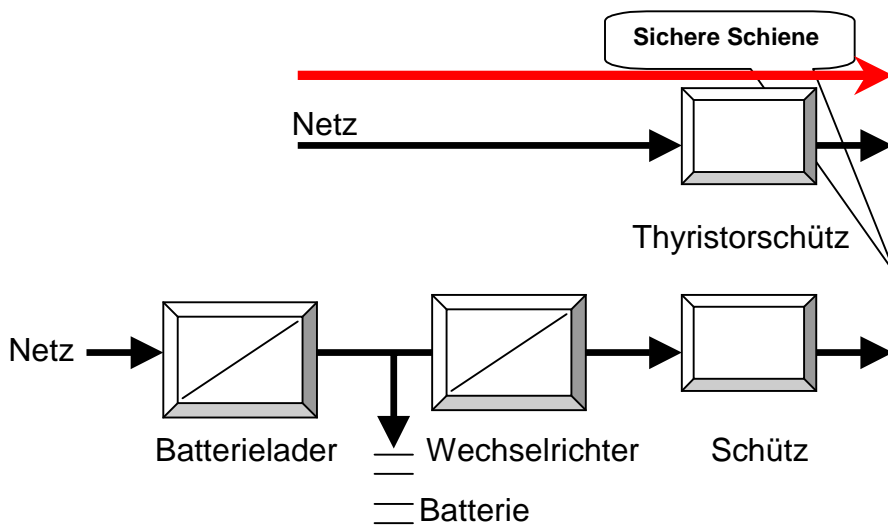 Sichere Schiene
Netz
Thyristorschütz
Netz
Batterielader
Wechselrichter
Schütz
Batterie